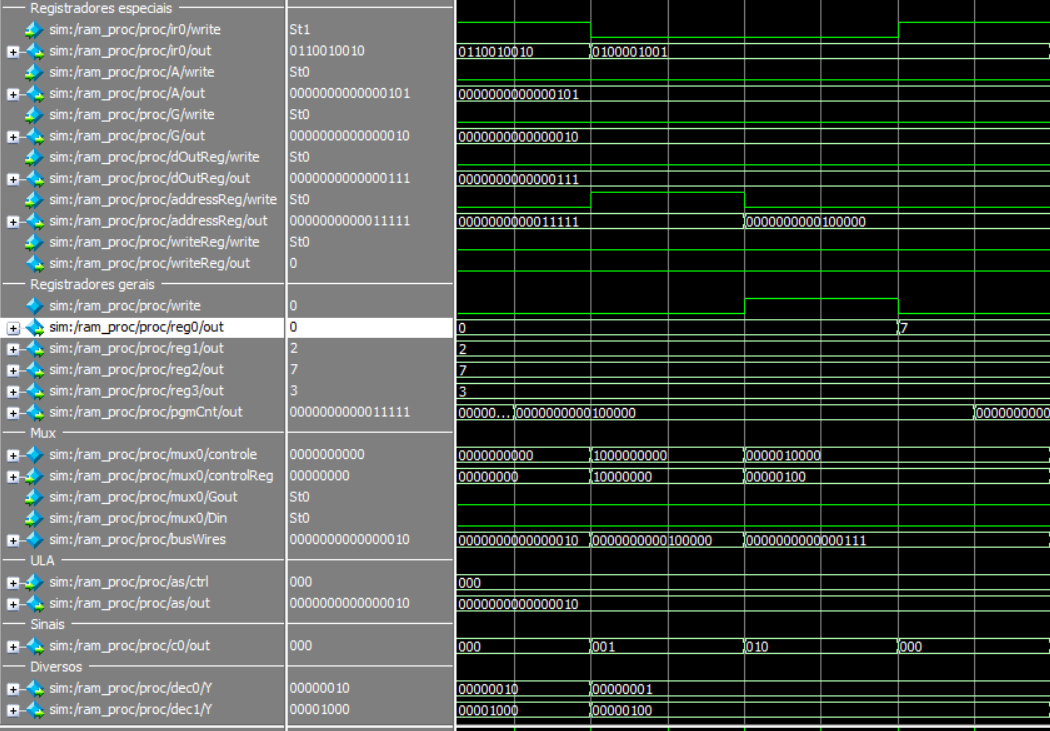 Registradores especiais
sim:/ram_proc/proc/ir0/write St1
sim:/ram_proc/proc/ir0/out 0110010010 0110010010 0100001001
sim:/ram_proc/proc/A/write St0
sim:/ram_proc/proc/A/out 0000000000000101 0000000000000101
sim:/ram_proc/proc/G/write St0
sim:/ram_proc/proc/G/out 0000000000000010 0000000000000010
sim:/ram_proc/proc/dOutReg/write St0
sim:/ram_proc/proc/dOutReg/out 0000000000000111 0000000000000111
sim:/ram_proc/proc/addressReg/write St0
sim:/ram_proc/proc/addressReg/out 0000000000011111 0000000000011111 0000000000100000
sim:/ram_proc/proc/writeReg/write St0
sim:/ram_proc/proc/writeReg/out 0
Registradores gerais
sim:/ram_proc/proc/write 0
sim:/ram_proc/proc/reg0/out 0 0 7
sim:/ram_proc/proc/reg1/out 2 2
sim:/ram_proc/proc/reg2/out 7 7
sim:/ram_proc/proc/reg3/out 3 3
sim:/ram_proc/proc/pgmCnt/out 0000000000011111 00000... 0000000000100000 0000000000
Mux
sim:/ram_proc/proc/mux0/controle 0000000000 0000000000 1000000000 0000010000
sim:/ram_proc/proc/mux0/controlReg 00000000 00000000 10000000 00000100
sim:/ram_proc/proc/mux0/Gout St0
sim:/ram_proc/proc/mux0/Din St0
sim:/ram_proc/proc/busWires 0000000000000010 0000000000000010 0000000000100000 0000000000000111
ULA
sim:/ram_proc/proc/as/ctrl 000 000
sim:/ram_proc/proc/as/out 0000000000000010 0000000000000010
Sinais
sim:/ram_proc/proc/c0/out 000 000 001 010 000
Diversos
sim:/ram_proc/proc/dec0/Y 00000010 00000010 00000001
sim:/ram_proc/proc/dec1/Y 00001000 00001000 00000100